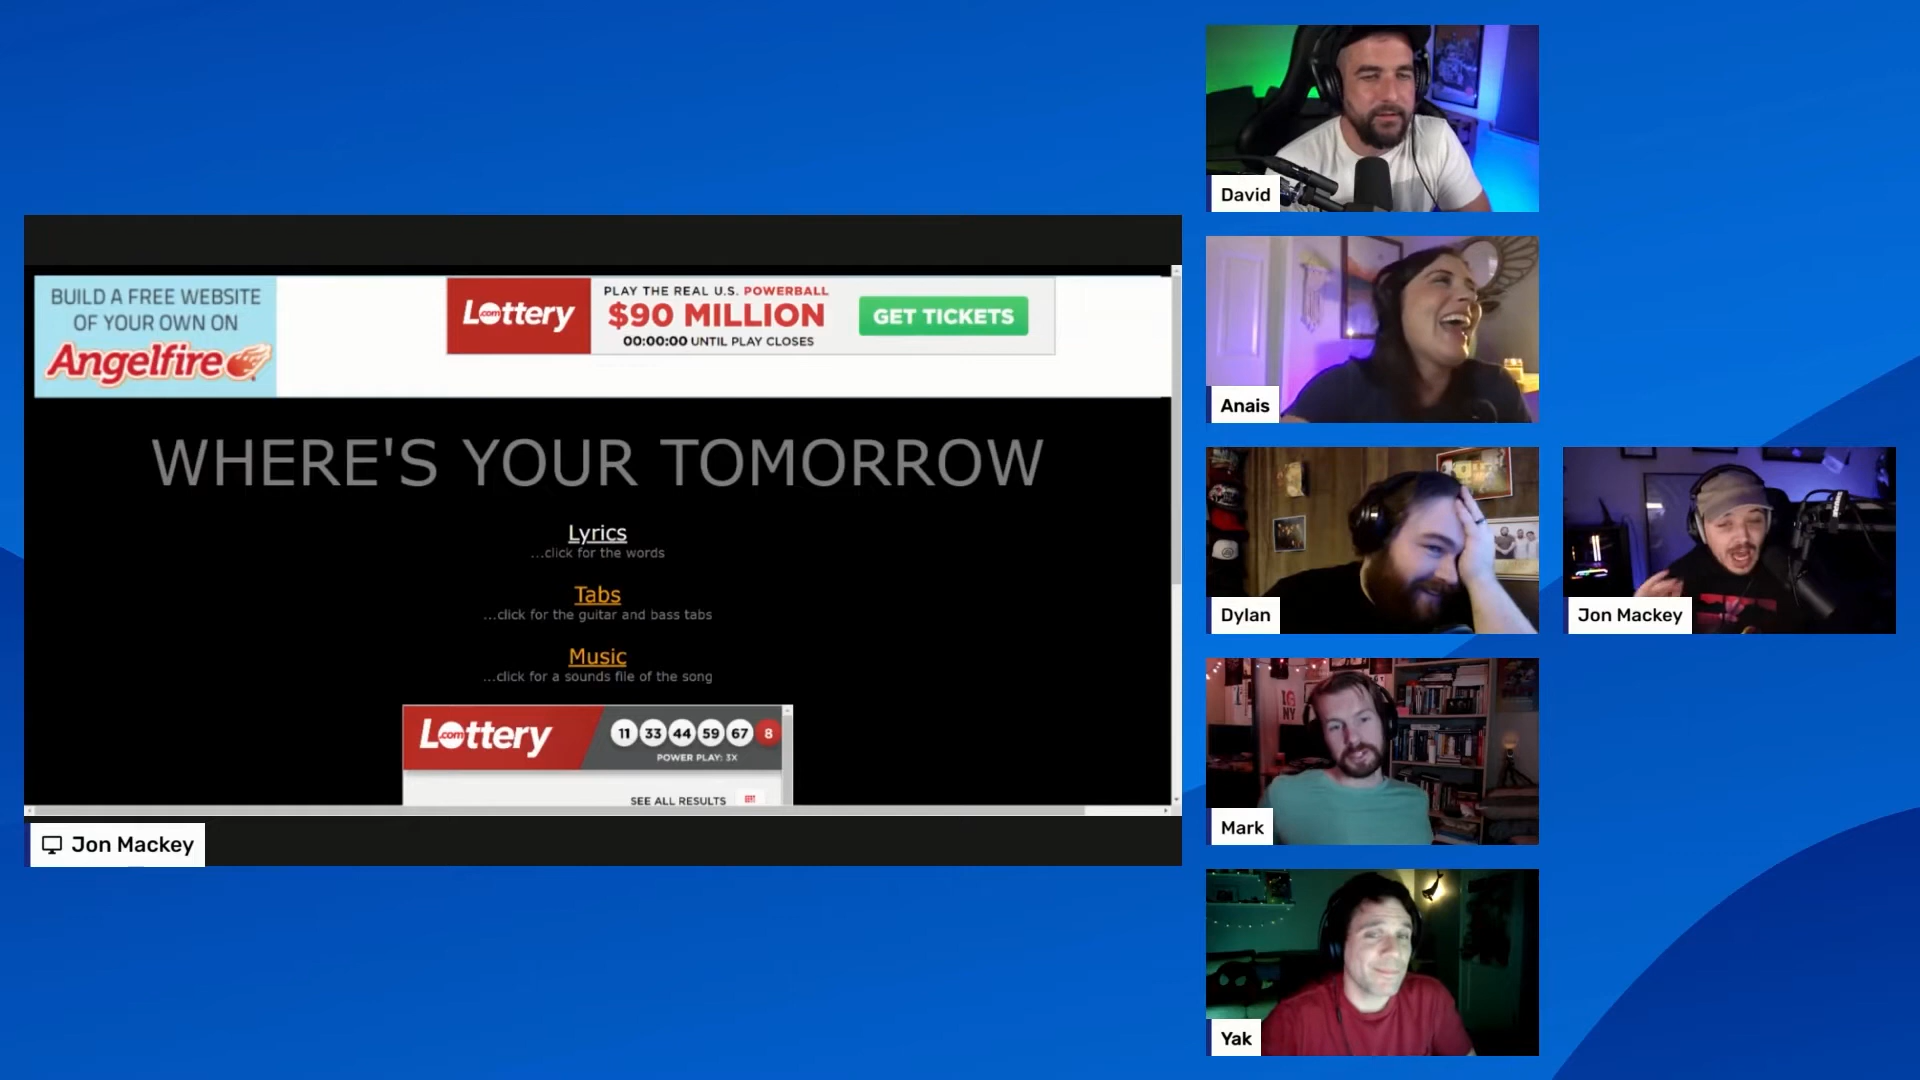 BUILD A FREE WEBSITE
OF YOUR OWN ON
Angelfire
Lottery
.com
PLAY THE REAL U.S. POWERBALL
$90 MILLION
00:00:00 UNTIL PLAY CLOSES
GET TICKETS
WHERE'S YOUR TOMORROW
Lyrics
...click for the words
Tabs
...click for the guitar and bass tabs
Music
...click for a sounds file of the song
Lottery
.com
11 33 44 59 67 8
POWER PLAY: 3X
SEE ALL RESULTS
Jon Mackey
David
Anais
Dylan
Jon Mackey
Mark
NY
Yak